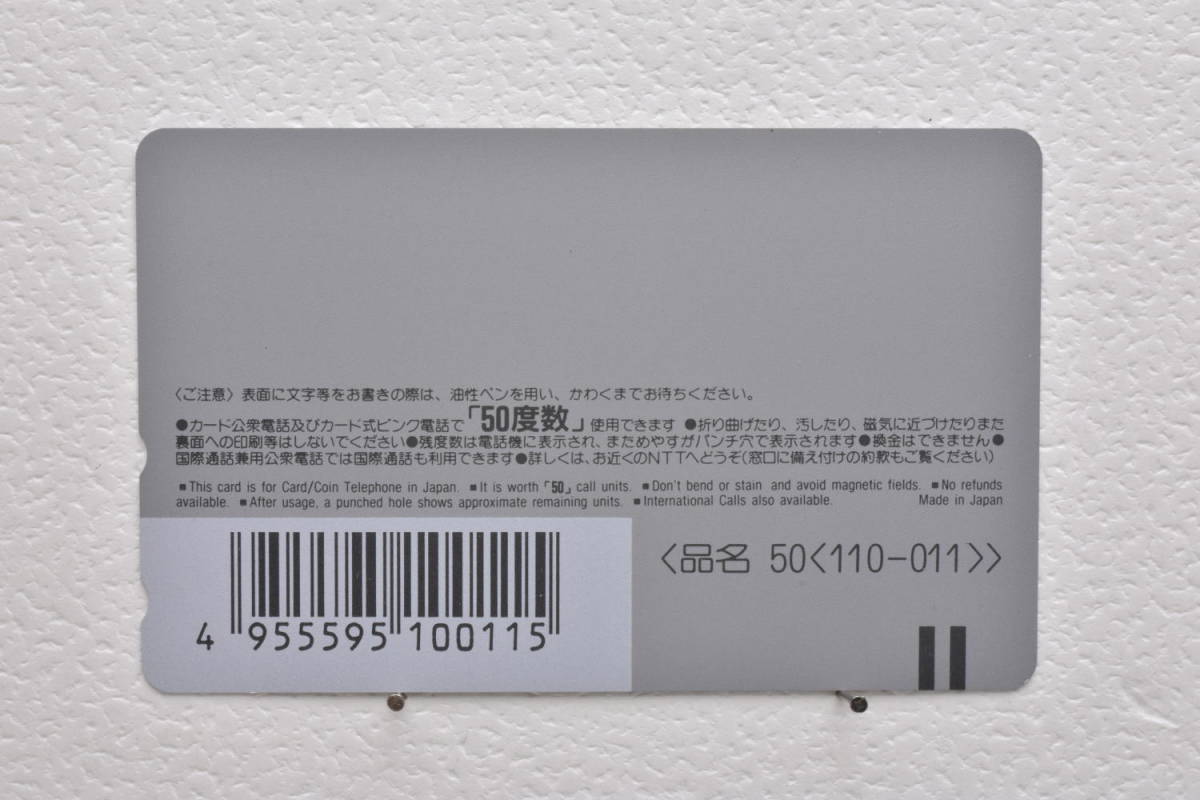 〈ご注意〉表面に文字等をお書きの際は、油性ペンを用い、かわくまでお待ちください。
●カード公衆電話及びカード式ピンク電話で「50度数」使用できます ●折り曲げたり、汚したり、磁気に近づけたりまた
裏面への印刷等はしないでください●残度数は電話機に表示され、まためやすがパンチ穴で表示されます●換金はできません●
国際通話兼用公衆電話では国際通話も利用できます●詳しくは、お近くのNTTへどうぞ(窓口に備え付けの約款もご覧ください)
■This card is for Card/Coin Telephone in Japan. ■It is worth「50」call units. ■Don't bend or stain and avoid magnetic fields. ■No refunds
available. ■After usage, a punched hole shows approximate remaining units. ■International Calls also available. Made in Japan
〈品名 50〈110-011〉〉
4 955595 100115